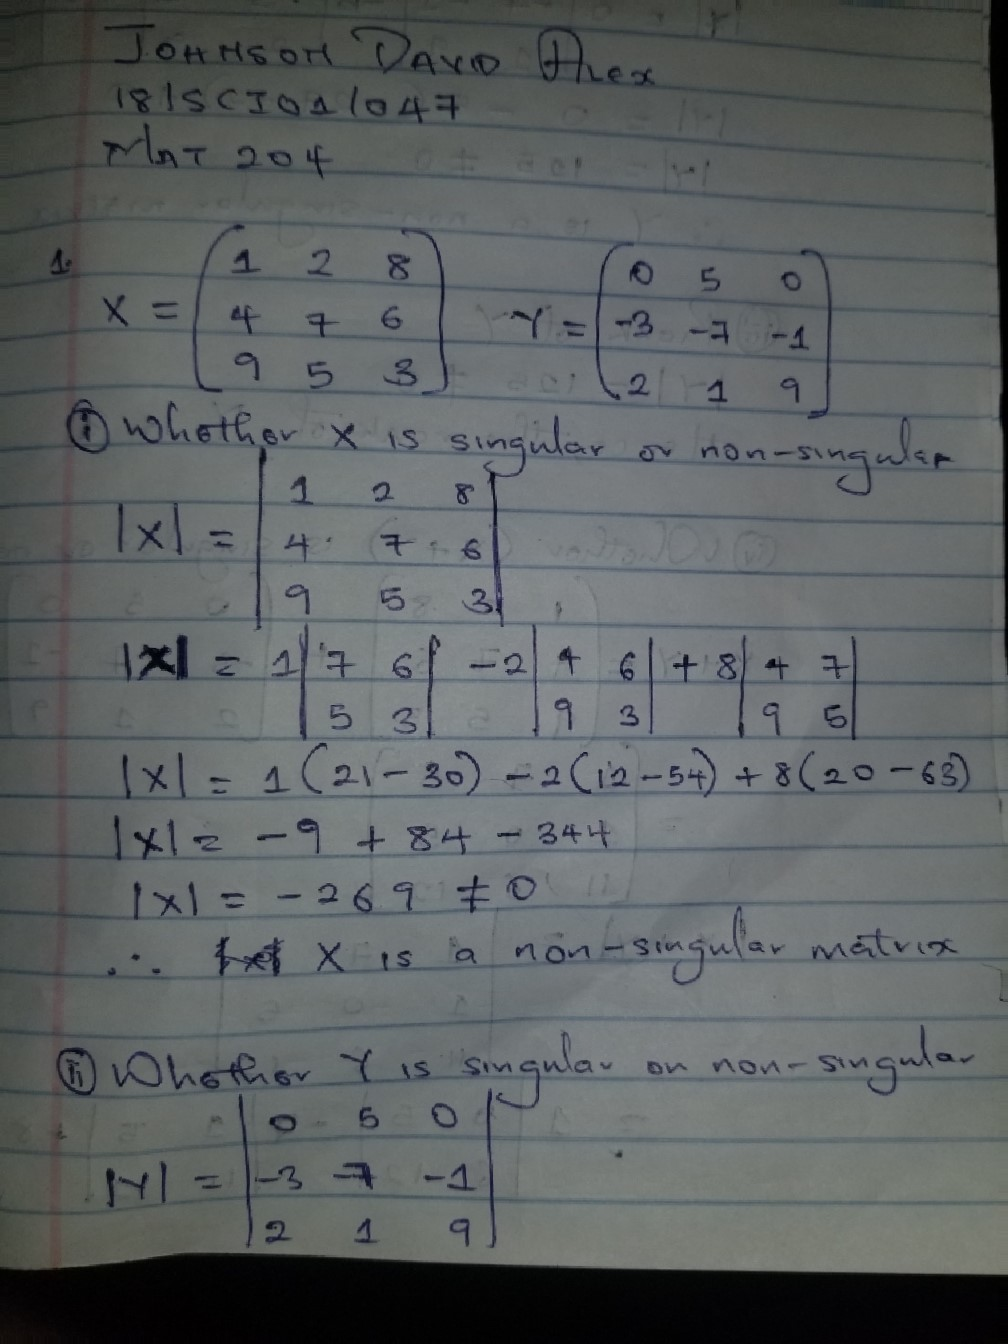 JOHNSON DAVID
18/SCI01/047
MAT 204
1.
X = ( 1 2 8
4 7 6
9 5 3 )
Y = ( 0 5 0
-3 -7 -1
2 1 9 )
(i) Whether X is singular or non-singular
|X| = | 1 2 8
4 7 6
9 5 3 |
|X| = 1 | 7 6 | -2 | 4 6 | + 8 | 4 7 |
5 3 9 3 9 5
|X| = 1(21-30) -2(12-54) + 8(20-63)
|X| = -9 + 84 - 344
|X| = -269 ≠ 0
∴ X is a non-singular matrix
(ii) Whether Y is singular or non-singular
|Y| = | 0 5 0
-3 -7 -1
2 1 9 |